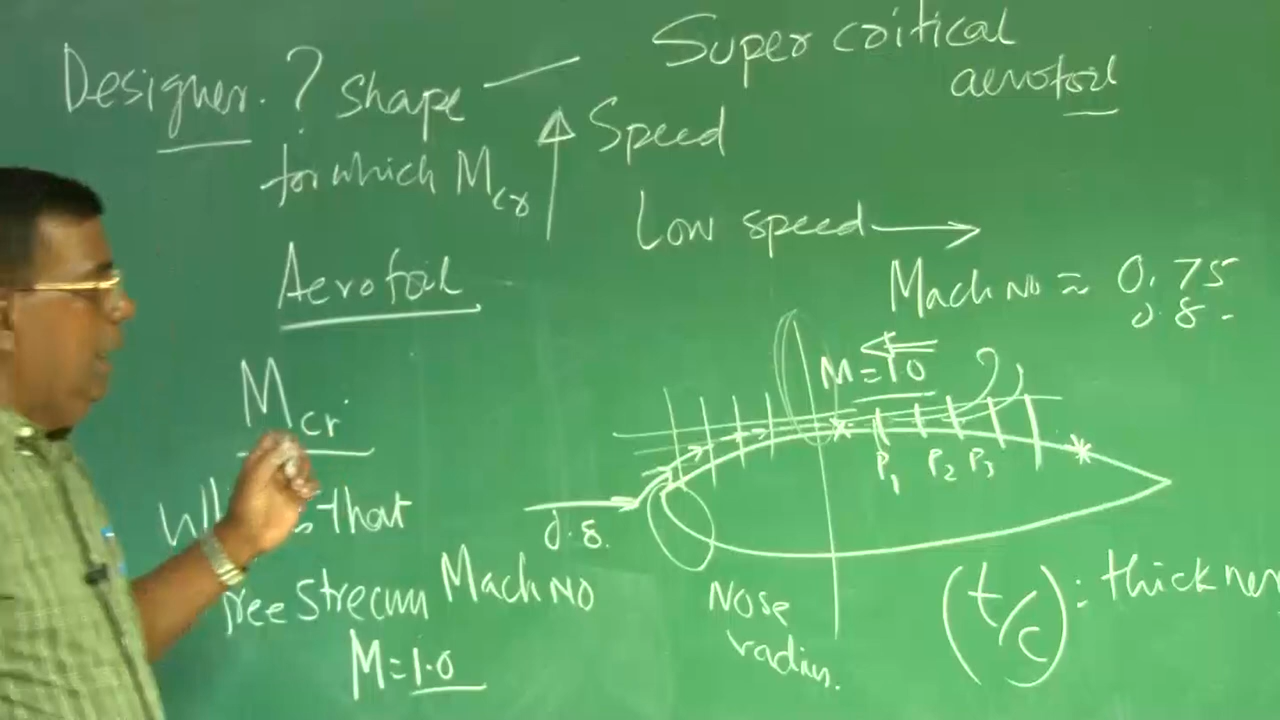 Designer. ? shape
for which Mcr
Super critical
aerofoil
Speed
Low speed
Mach No ≈ 0.75
0.8-
Aerofoil
Mcr
that
free stream Mach No
M=1.0
M=1.0
P1 P2 P3
0.8.
Nose
radius.
(t/c): thicknes